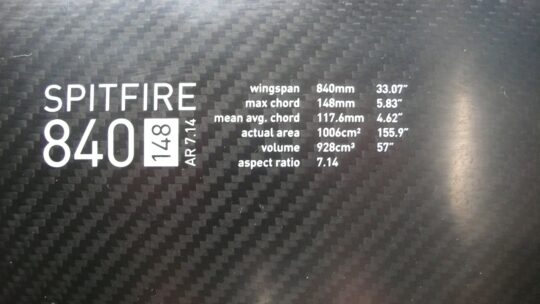 SPITFIRE
840 148 AR 7.14
wingspan 840mm 33.07"
max chord 148mm 5.83"
mean avg. chord 117.6mm 4.62"
actual area 1006cm² 155.9"
volume 928cm³ 57"
aspect ratio 7.14